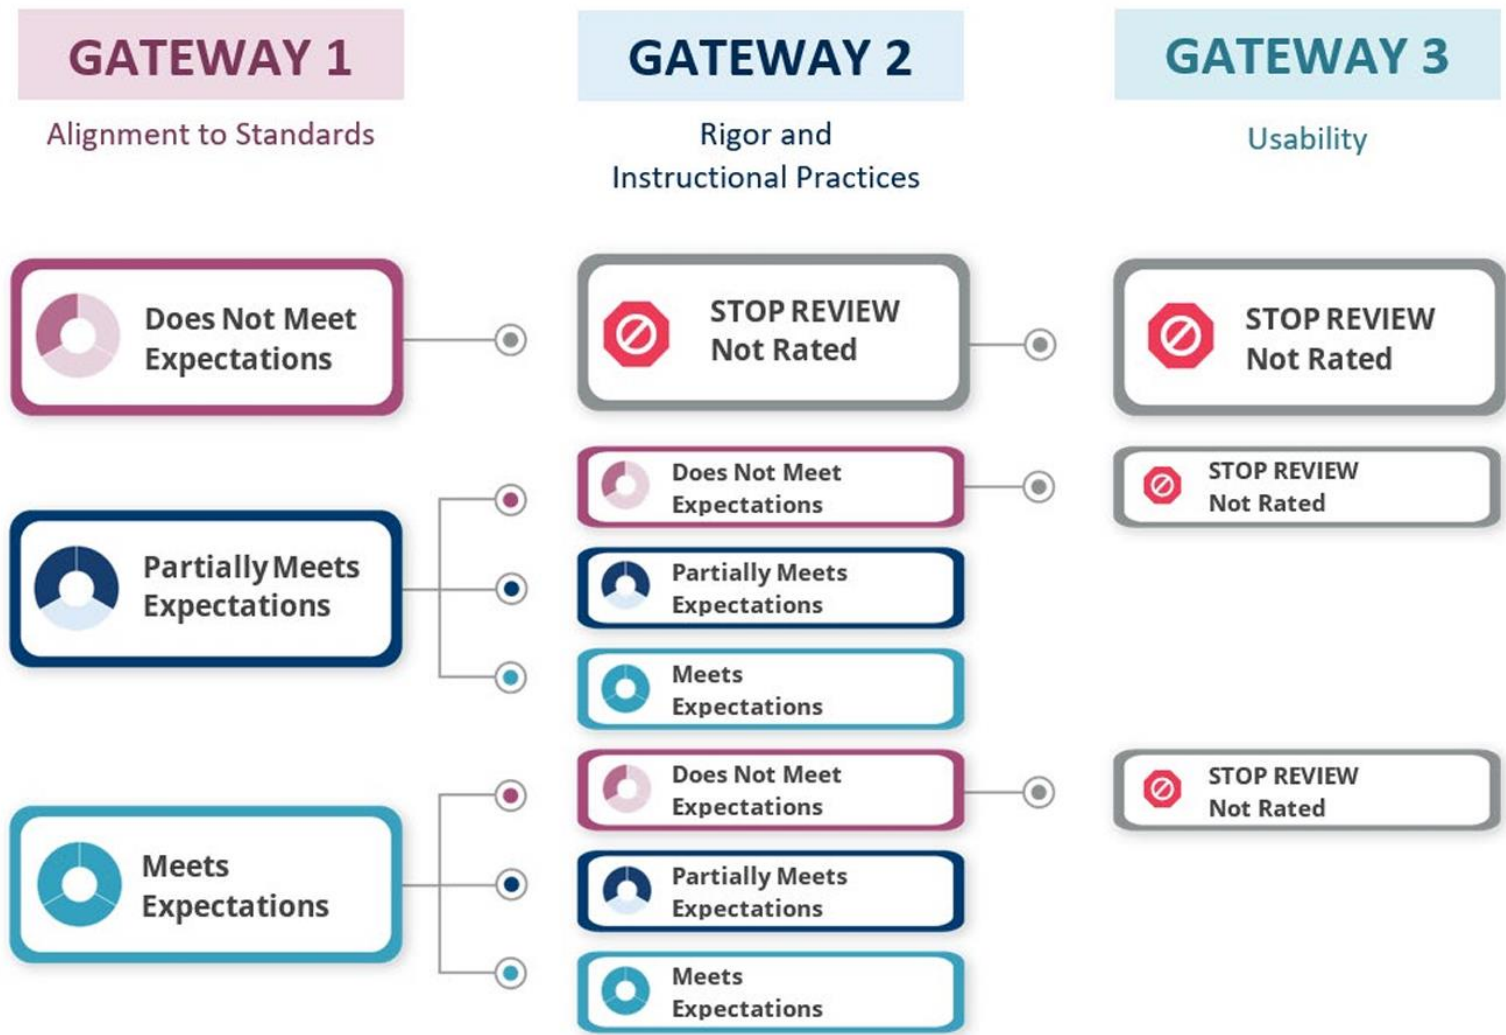 GATEWAY 1
Alignment to Standards
GATEWAY 2
Rigor and
Instructional Practices
GATEWAY 3
Usability
Does Not Meet
Expectations
STOP REVIEW
Not Rated
STOP REVIEW
Not Rated
Partially Meets
Expectations
Does Not Meet
Expectations
STOP REVIEW
Not Rated
Partially Meets
Expectations
Meets
Expectations
Meets
Expectations
Does Not Meet
Expectations
STOP REVIEW
Not Rated
Partially Meets
Expectations
Meets
Expectations